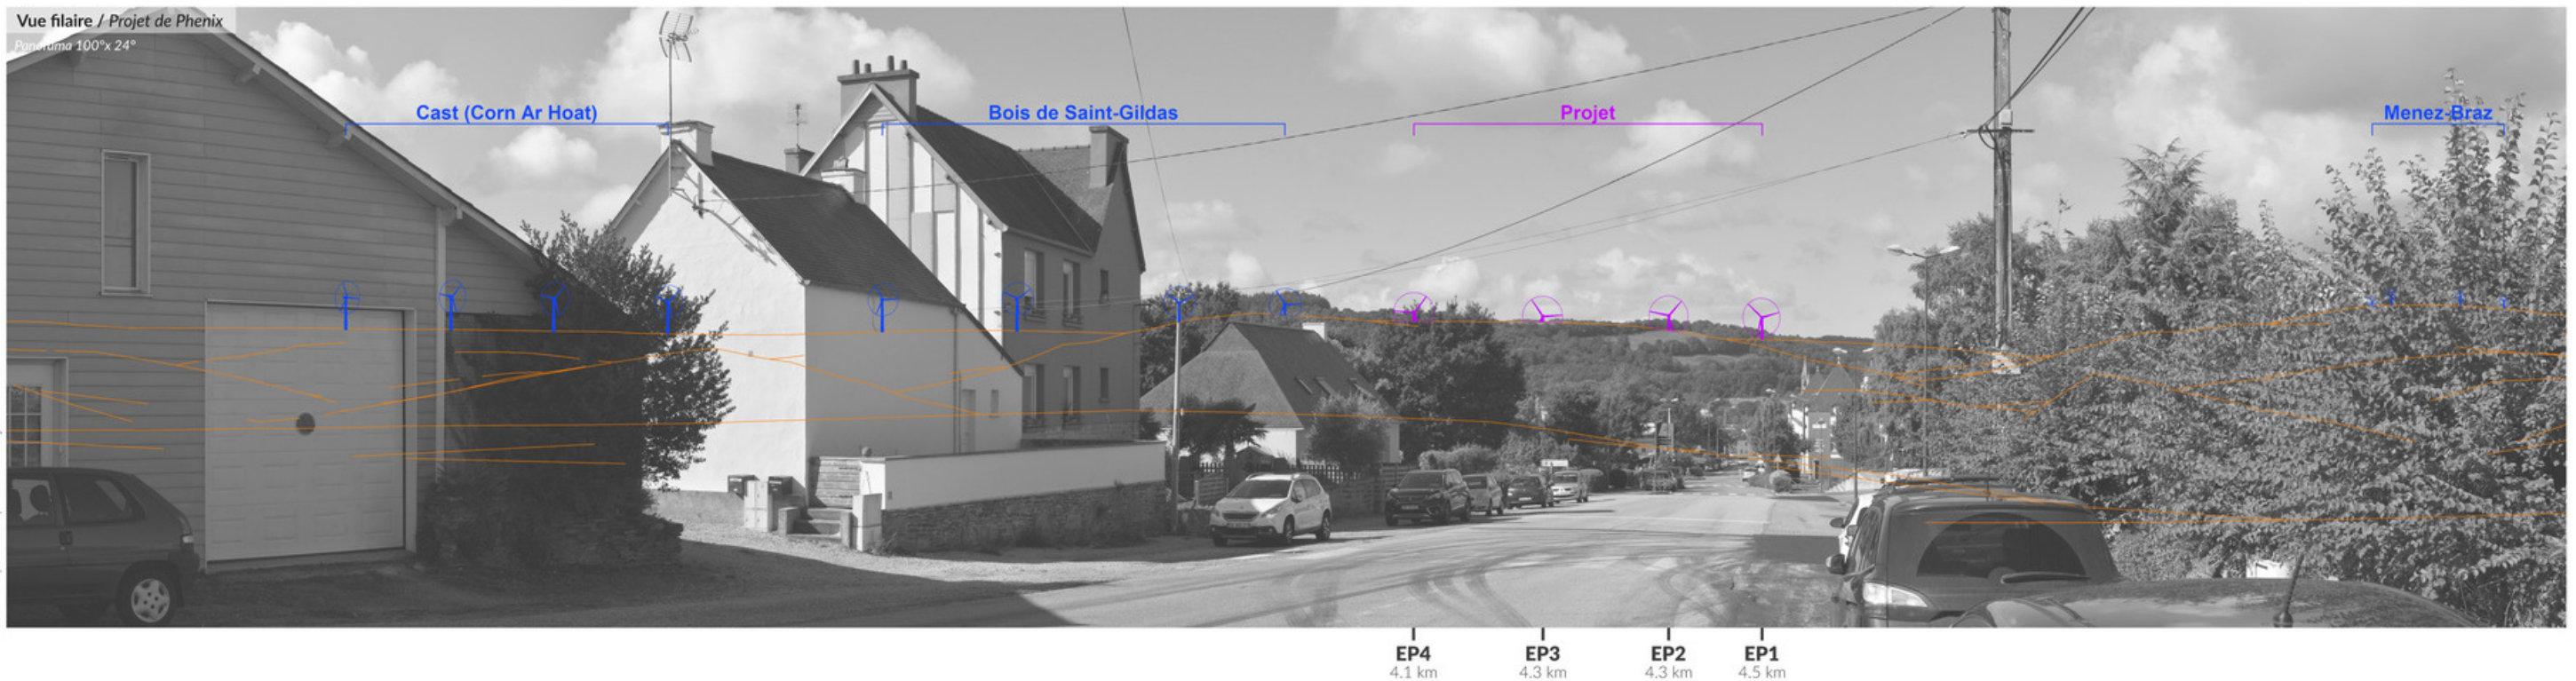 Vue filaire / Projet de Phenix
Panorama 100°x 24°
Cast (Corn Ar Hoat)
Bois de Saint-Gildas
Projet
Menez-Braz
EP4
4.1 km
EP3
4.3 km
EP2
4.3 km
EP1
4.5 km